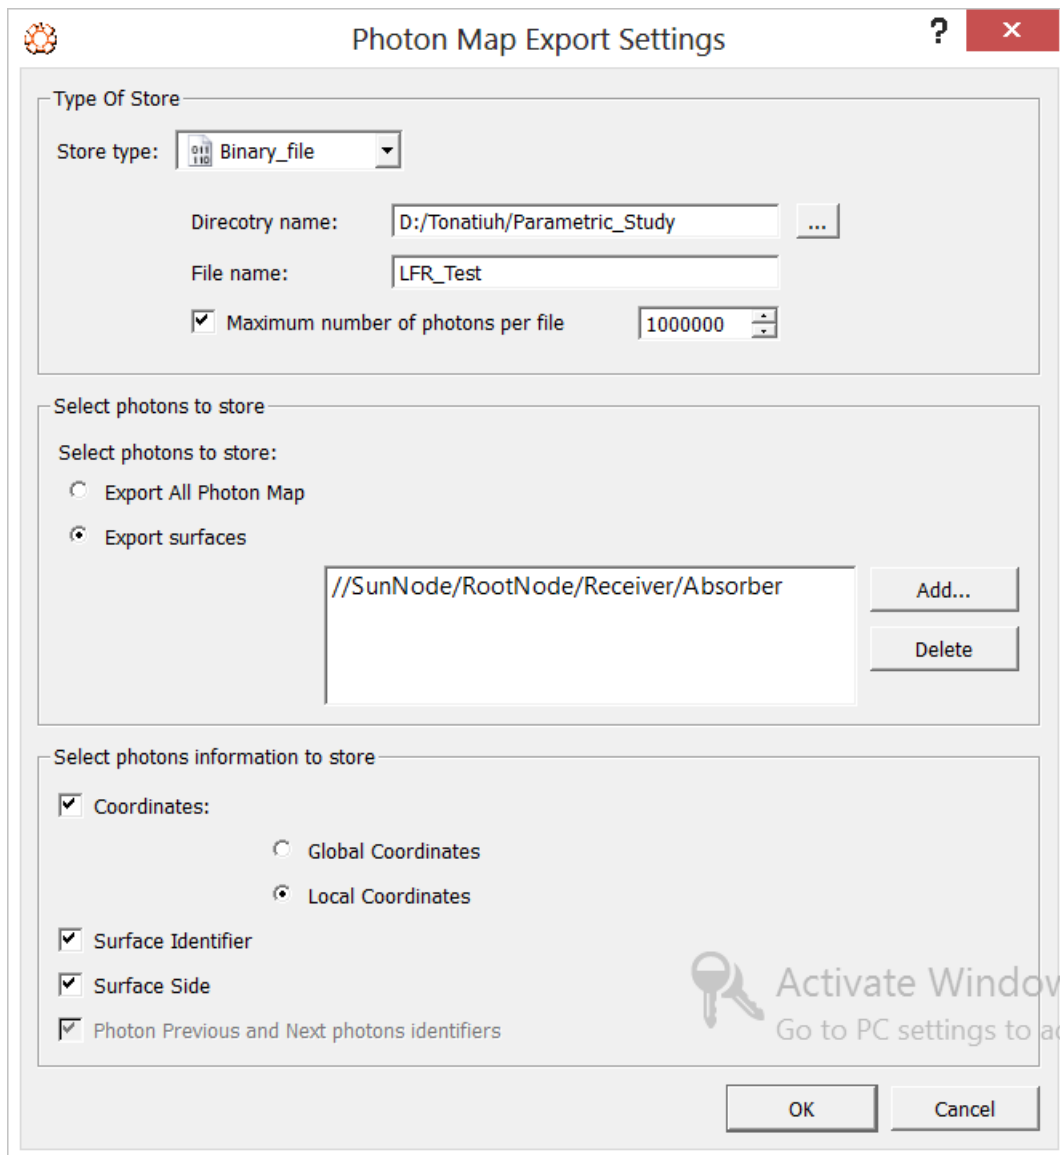 Photon Map Export Settings
?
x
Type Of Store
Store type: Binary_file
Direcotry name: D:/Tonatiuh/Parametric_Study ...
File name: LFR_Test
Maximum number of photons per file 1000000
Select photons to store
Select photons to store:
Export All Photon Map
Export surfaces
//SunNode/RootNode/Receiver/Absorber
Add...
Delete
Select photons information to store
Coordinates:
Global Coordinates
Local Coordinates
Surface Identifier
Surface Side
Photon Previous and Next photons identifiers
Activate Window
Go to PC settings to ac
OK Cancel